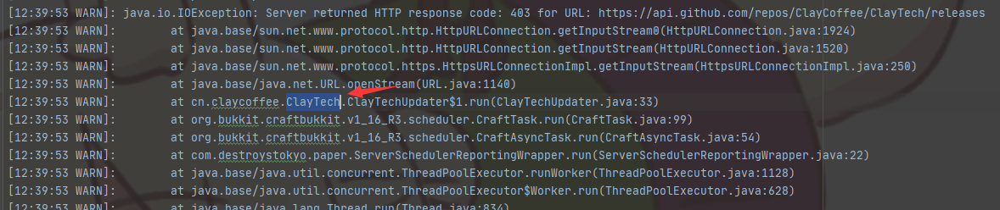 [12:39:53 WARN]: java.io.IOException: Server returned HTTP response code: 403 for URL: https://api.github.com/repos/ClayCoffee/ClayTech/releases
[12:39:53 WARN]: at java.base/sun.net.www.protocol.http.HttpURLConnection.getInputStream0(HttpURLConnection.java:1924)
[12:39:53 WARN]: at java.base/sun.net.www.protocol.http.HttpURLConnection.getInputStream(HttpURLConnection.java:1520)
[12:39:53 WARN]: at java.base/sun.net.www.protocol.https.HttpsURLConnectionImpl.getInputStream(HttpsURLConnectionImpl.java:250)
[12:39:53 WARN]: at java.base/java.net.URL.openStream(URL.java:1140)
[12:39:53 WARN]: at cn.claycoffee.ClayTech.ClayTechUpdater$1.run(ClayTechUpdater.java:33)
[12:39:53 WARN]: at org.bukkit.craftbukkit.v1_16_R3.scheduler.CraftTask.run(CraftTask.java:99)
[12:39:53 WARN]: at org.bukkit.craftbukkit.v1_16_R3.scheduler.CraftAsyncTask.run(CraftAsyncTask.java:54)
[12:39:53 WARN]: at com.destroystokyo.paper.ServerSchedulerReportingWrapper.run(ServerSchedulerReportingWrapper.java:22)
[12:39:53 WARN]: at java.base/java.util.concurrent.ThreadPoolExecutor.runWorker(ThreadPoolExecutor.java:1128)
[12:39:53 WARN]: at java.base/java.util.concurrent.ThreadPoolExecutor$Worker.run(ThreadPoolExecutor.java:628)
[12:39:53 WARN]: at java.base/java.lang.Thread.run(Thread.java:834)